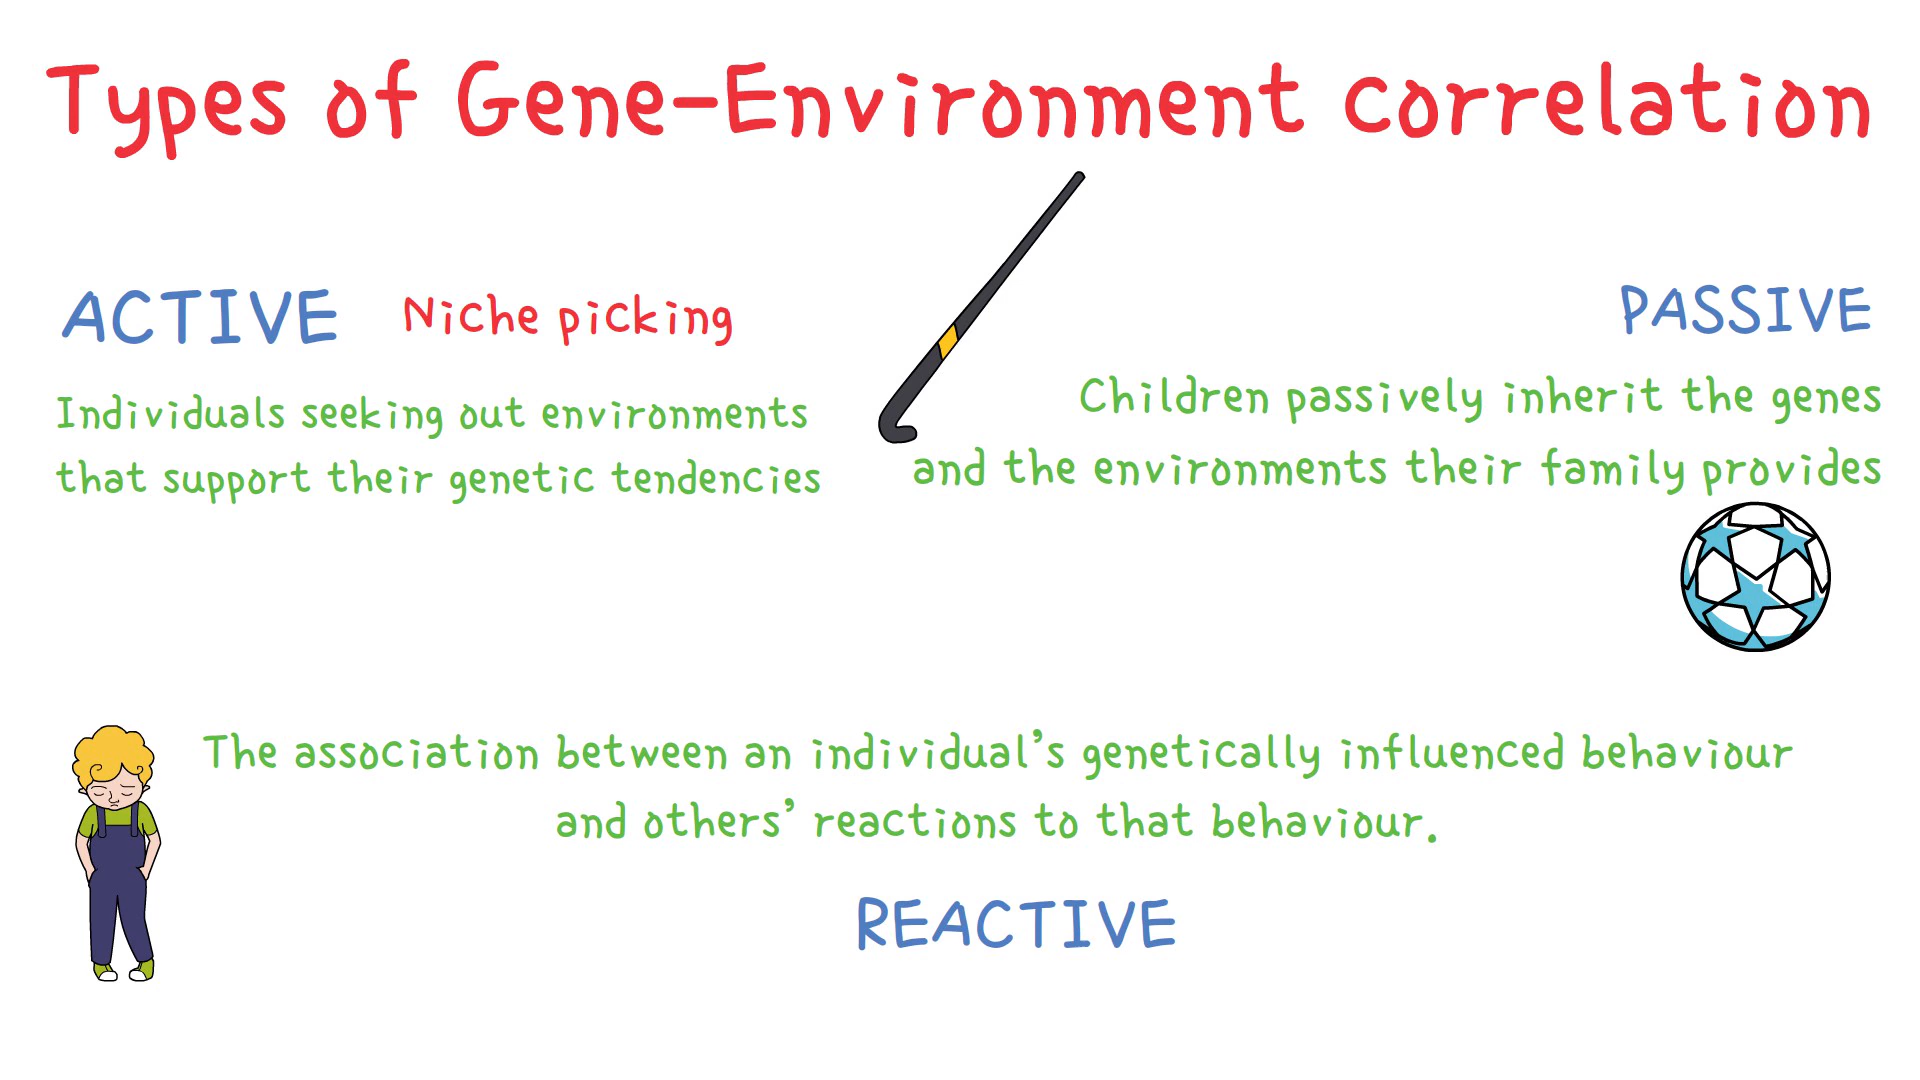 Types of Gene-Environment correlation
ACTIVE Niche picking
Individuals seeking out environments
that support their genetic tendencies
PASSIVE
Children passively inherit the genes
and the environments their family provides
The association between an individual's genetically influenced behaviour
and others' reactions to that behaviour.
REACTIVE